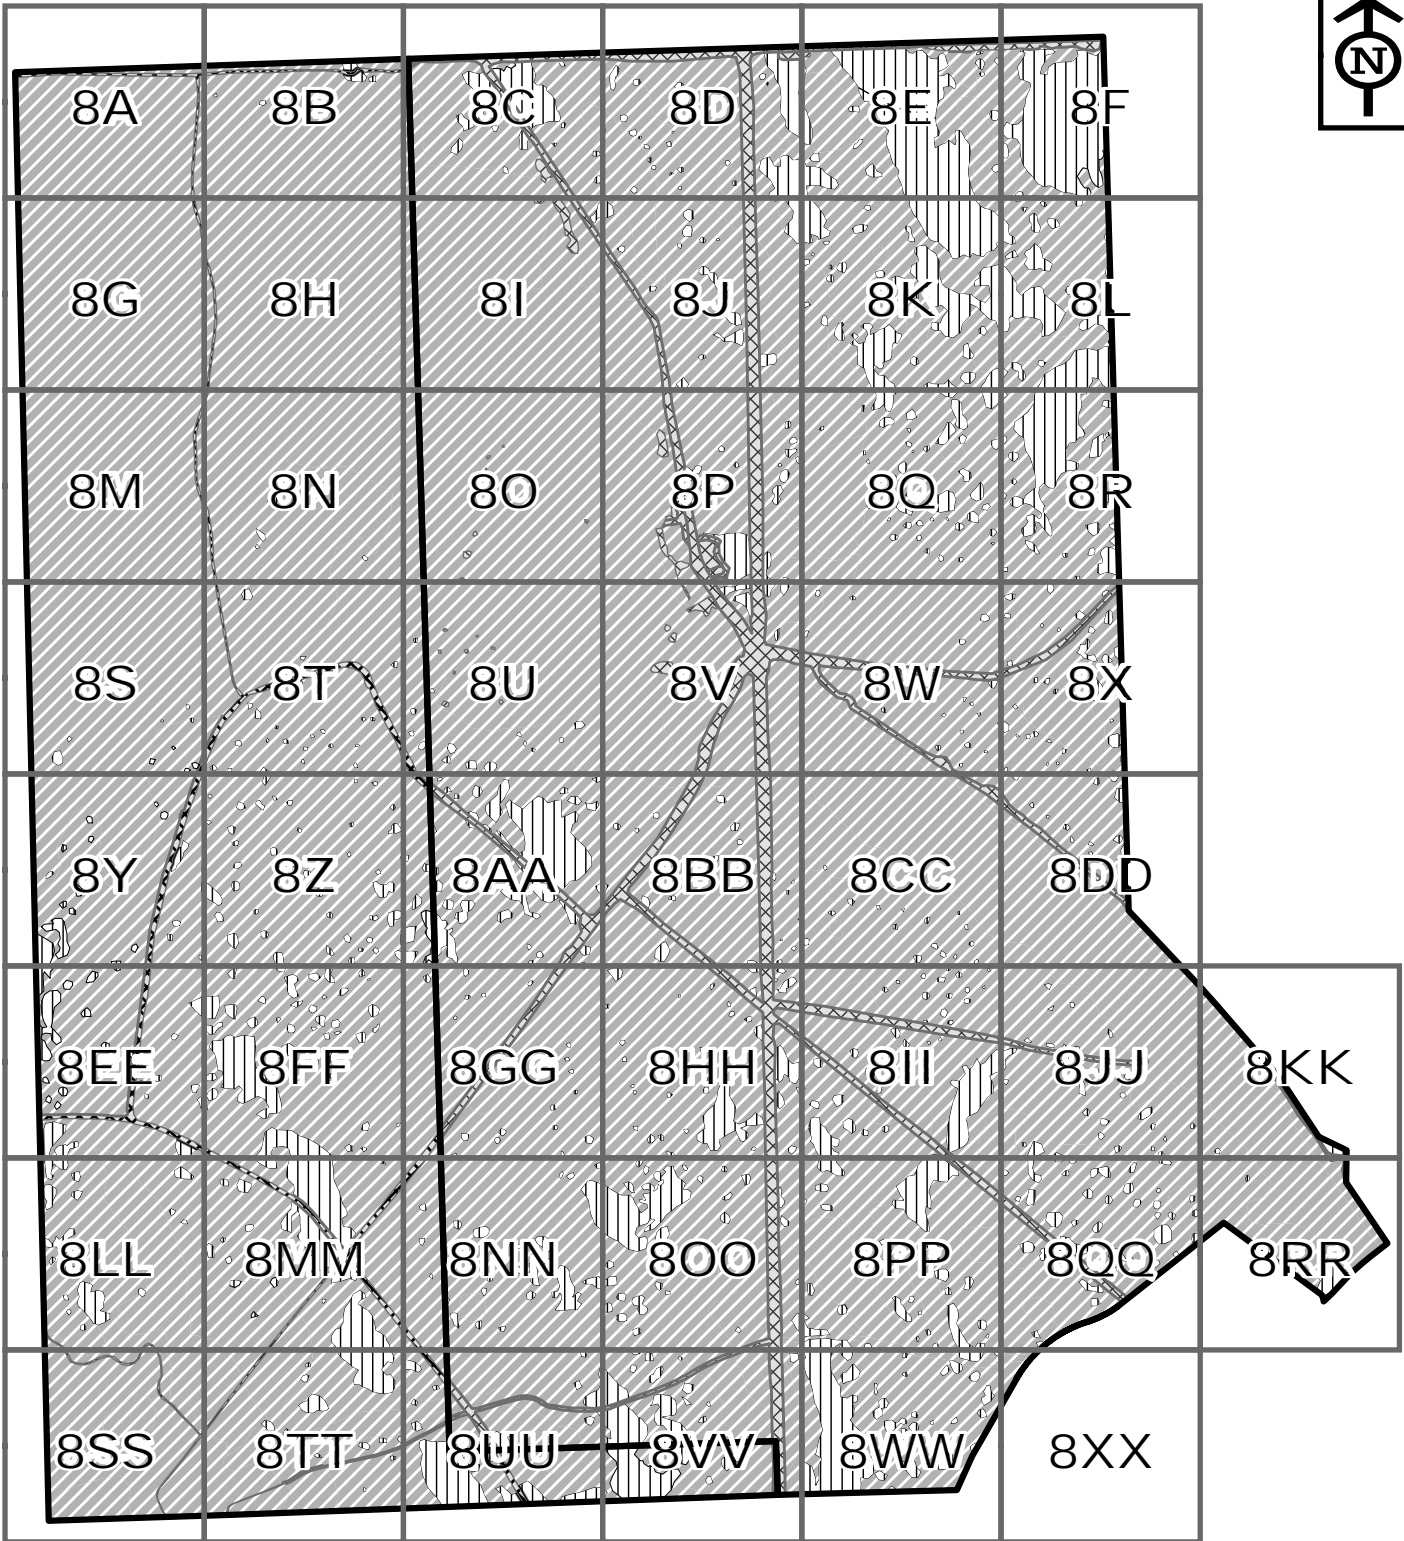 N
8A 8B 8C 8D 8E 8F
8G 8H 8I 8J 8K 8L
8M 8N 8O 8P 8Q 8R
8S 8T 8U 8V 8W 8X
8Y 8Z 8AA 8BB 8CC 8DD
8EE 8FF 8GG 8HH 8II 8JJ 8KK
8LL 8MM 8NN 8OO 8PP 8QQ 8RR
8SS 8TT 8UU 8VV 8WW 8XX